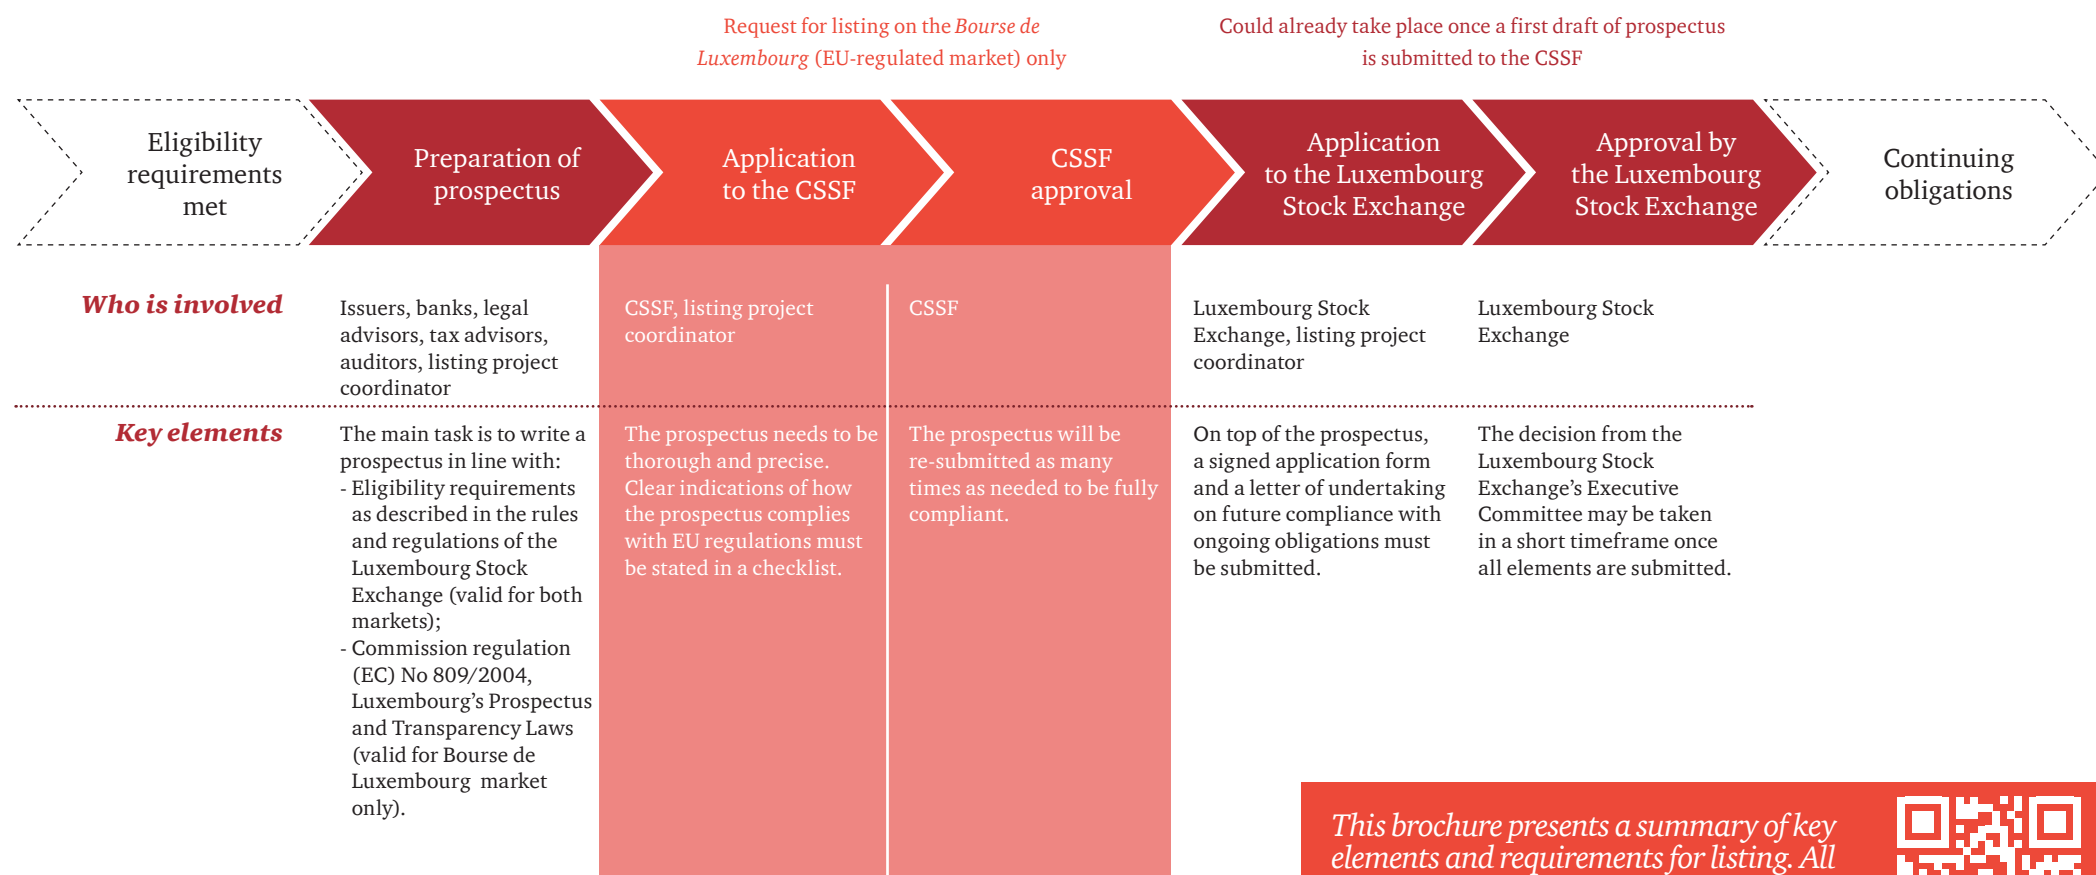 Request for listing on the Bourse de
Luxembourg (EU-regulated market) only
Could already take place once a first draft of prospectus
is submitted to the CSSF
Eligibility
requirements
met
Preparation of
prospectus
Application
to the CSSF
CSSF
approval
Application
to the Luxembourg
Stock Exchange
Approval by
the Luxembourg
Stock Exchange
Continuing
obligations
Who is involved
Issuers, banks, legal
advisors, tax advisors,
auditors, listing project
coordinator
CSSF, listing project
coordinator
CSSF
Luxembourg Stock
Exchange, listing project
coordinator
Luxembourg Stock
Exchange
Key elements
The main task is to write a
prospectus in line with:
- Eligibility requirements
as described in the rules
and regulations of the
Luxembourg Stock
Exchange (valid for both
markets);
- Commission regulation
(EC) No 809/2004,
Luxembourg’s Prospectus
and Transparency Laws
(valid for Bourse de
Luxembourg market
only).
The prospectus needs to be
thorough and precise.
Clear indications of how
the prospectus complies
with EU regulations must
be stated in a checklist.
The prospectus will be
re-submitted as many
times as needed to be fully
compliant.
On top of the prospectus,
a signed application form
and a letter of undertaking
on future compliance with
ongoing obligations must
be submitted.
The decision from the
Luxembourg Stock
Exchange’s Executive
Committee may be taken
in a short timeframe once
all elements are submitted.
This brochure presents a summary of key
elements and requirements for listing. All